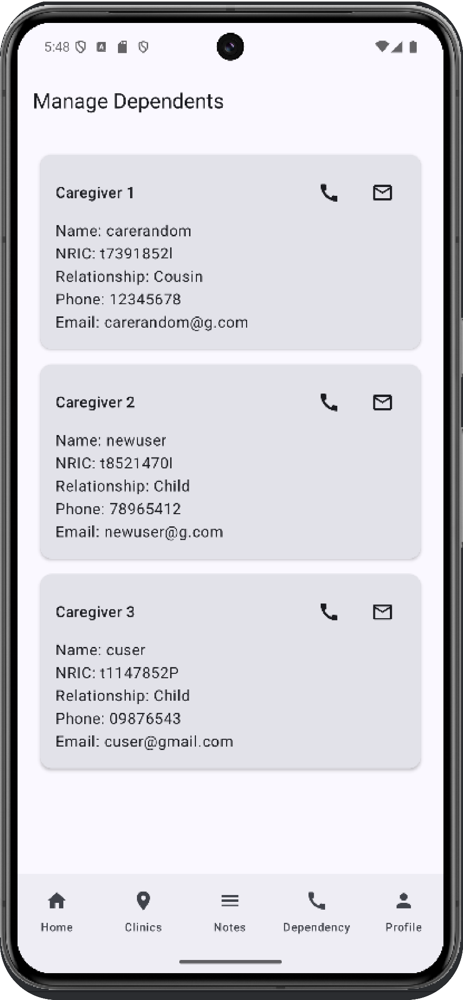 5:48
Manage Dependents
Caregiver 1
Name: carerandom
NRIC: t7391852l
Relationship: Cousin
Phone: 12345678
Email: carerandom@g.com
Caregiver 2
Name: newuser
NRIC: t8521470l
Relationship: Child
Phone: 78965412
Email: newuser@g.com
Caregiver 3
Name: cuser
NRIC: t1147852P
Relationship: Child
Phone: 09876543
Email: cuser@gmail.com
Home Clinics Notes Dependency Profile